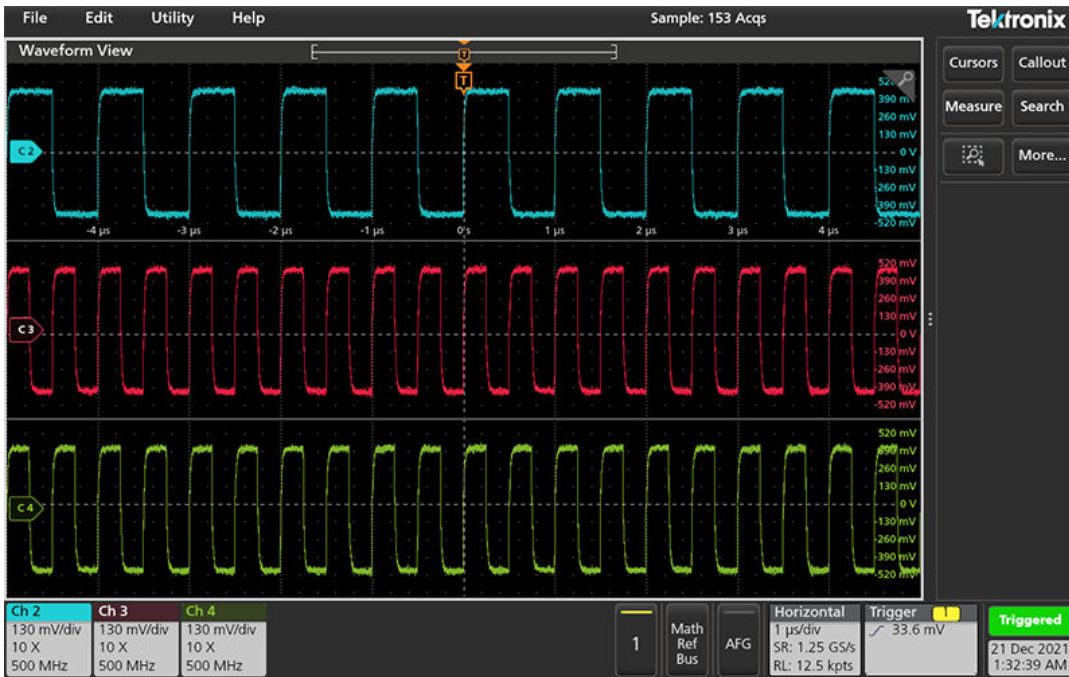 File Edit Utility Help Sample: 153 Acqs Tektronix
Waveform View
Cursors Callout
Measure Search
More...
T
T
390 m
260 mV
130 mV
C 2
0 V
-130 mV
-260 mV
-390 mV
-520 mV
-4 µs -3 µs -2 µs -1 µs 0 s 1 µs 2 µs 3 µs 4 µs
520 mV
390 mV
260 mV
130 mV
C 3
0 V
-130 mV
-260 mV
-390 mV
-520 mV
520 mV
390 mV
260 mV
130 mV
C 4
0 V
-130 mV
-260 mV
-390 mV
-520 mV
Ch 2 Ch 3 Ch 4
130 mV/div 130 mV/div 130 mV/div
10 X 10 X 10 X
500 MHz 500 MHz 500 MHz
1
Math
Ref
Bus
AFG
Horizontal
1 µs/div
SR: 1.25 GS/s
RL: 12.5 kpts
Trigger 1
33.6 mV
Triggered
21 Dec 2021
1:32:39 AM